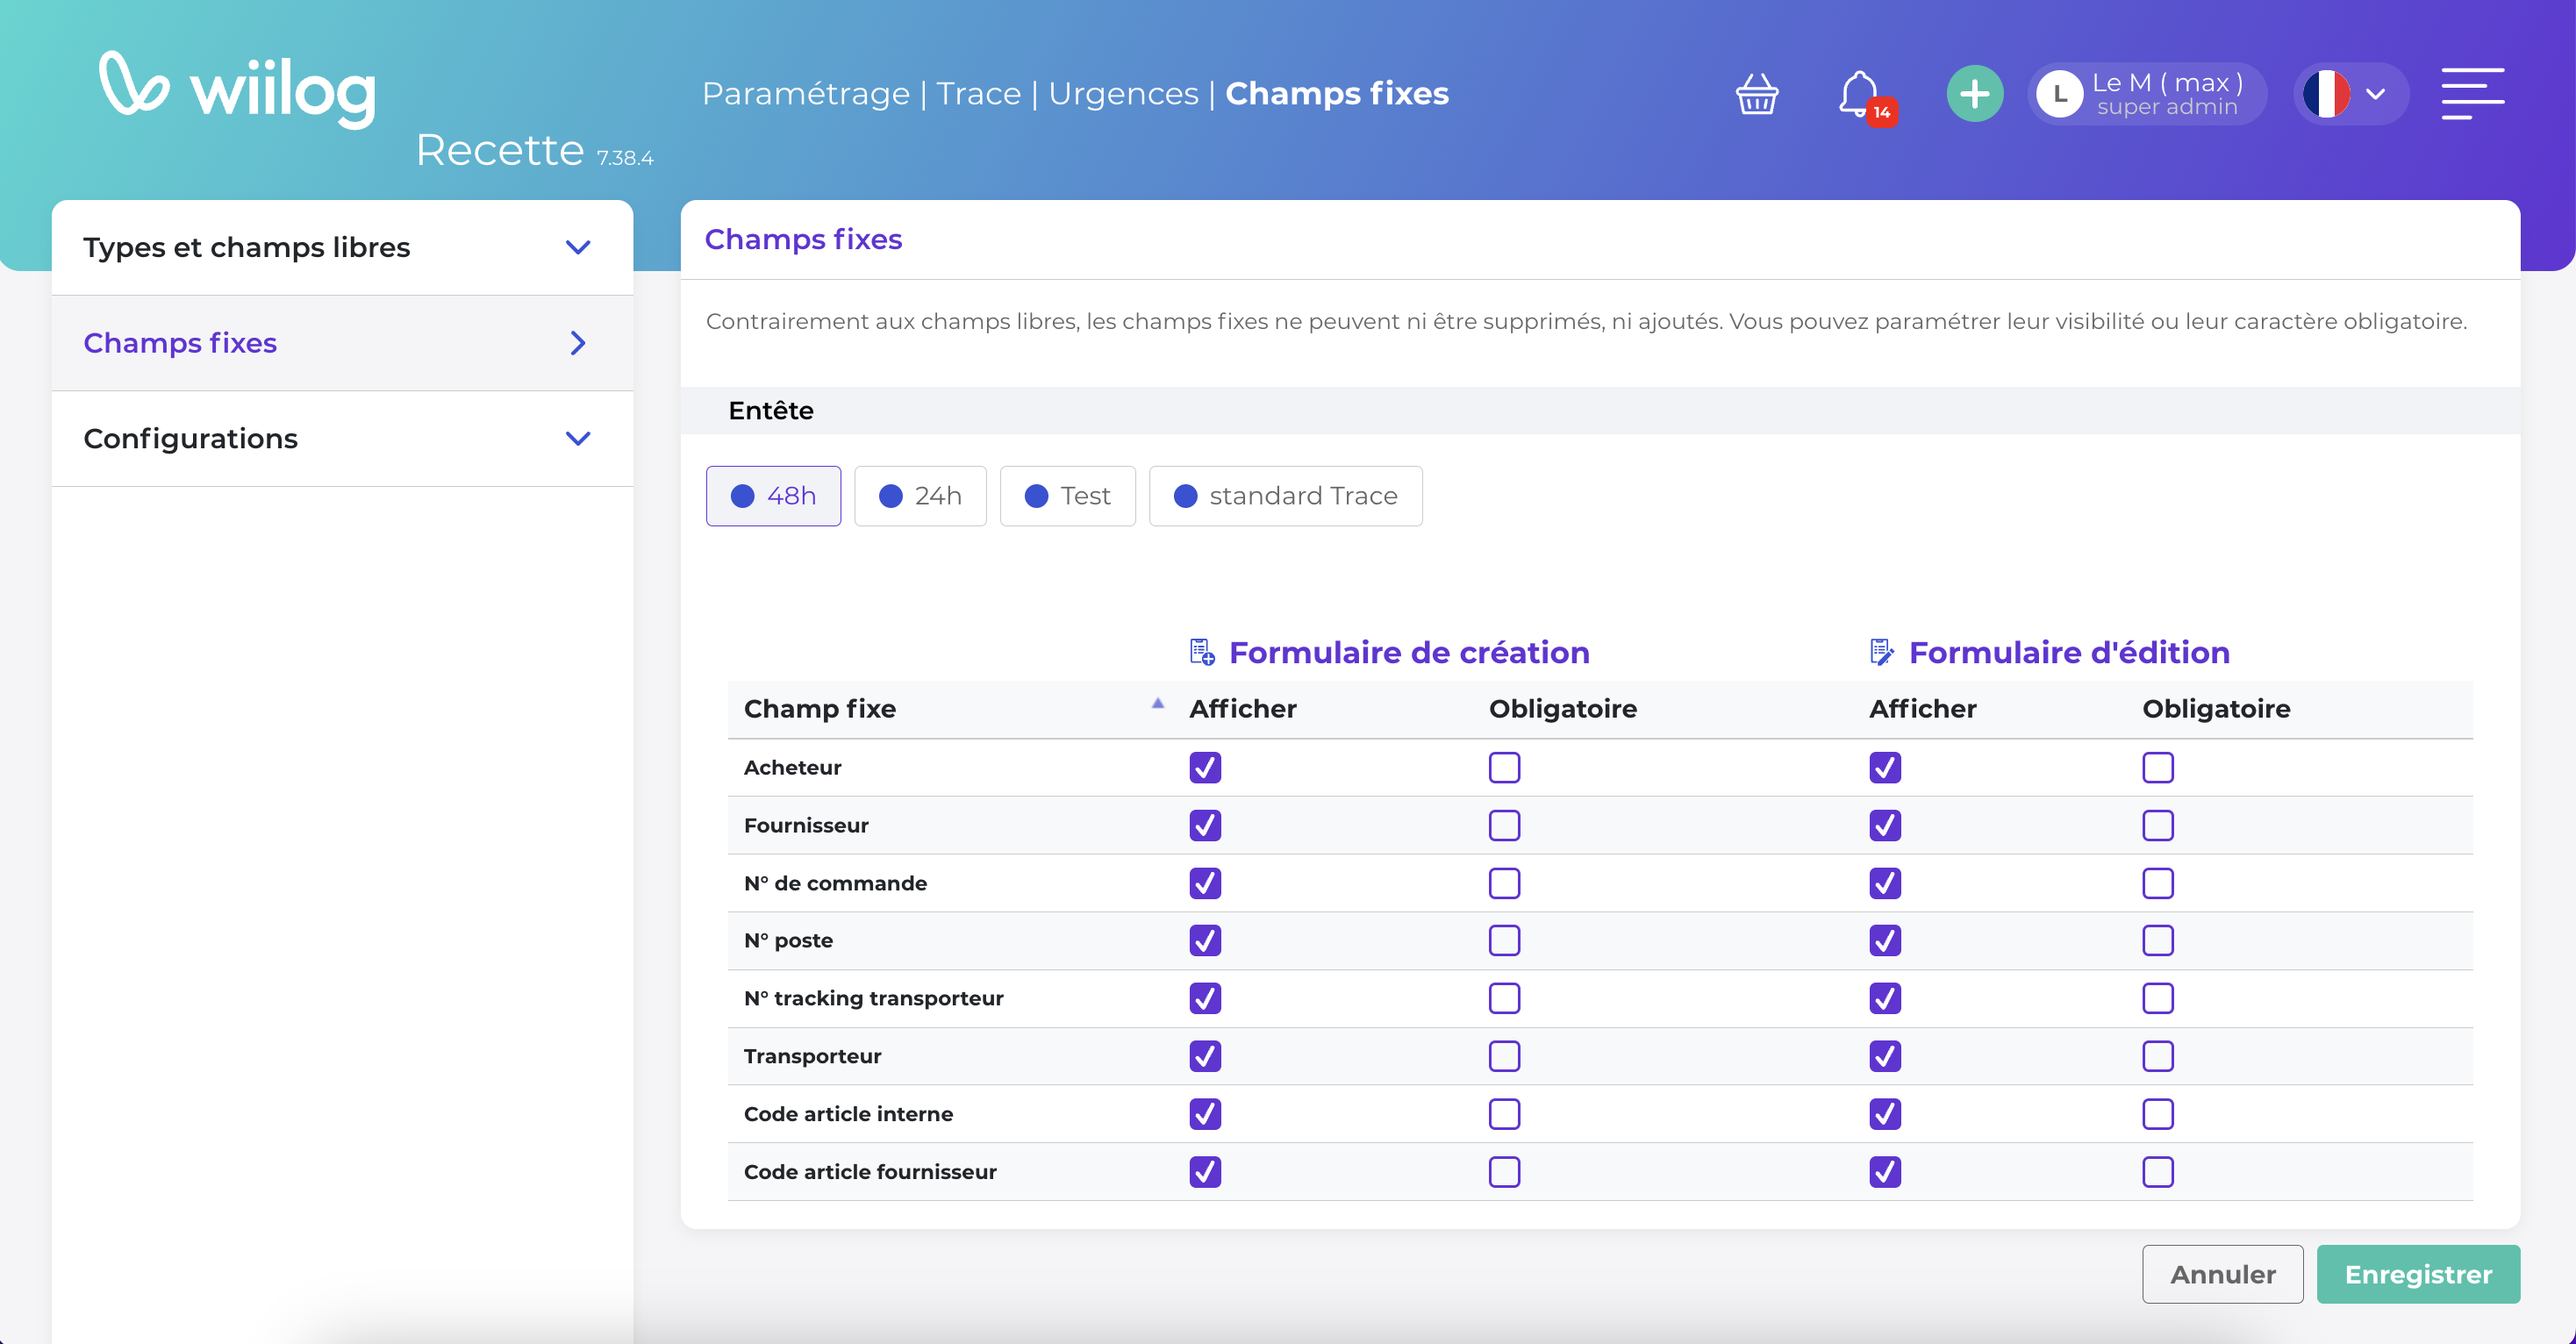 wiilog
Recette 7.38.4
Paramétrage | Trace | Urgences | Champs fixes
14
L
Le M ( max )
super admin
Types et champs libres
Champs fixes
Configurations
Champs fixes
Contrairement aux champs libres, les champs fixes ne peuvent ni être supprimés, ni ajoutés. Vous pouvez paramétrer leur visibilité ou leur caractère obligatoire.
Entête
48h 24h Test standard Trace
Formulaire de création Formulaire d'édition
Champ fixe Afficher Obligatoire Afficher Obligatoire
Acheteur
Fournisseur
N° de commande
N° poste
N° tracking transporteur
Transporteur
Code article interne
Code article fournisseur
Annuler Enregistrer